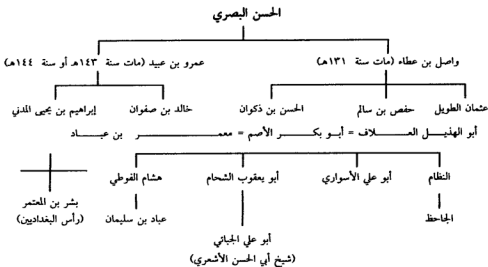 الحسن البصري
واصل بن عطاء (مات سنة ١٣١هـ) عمرو بن عبيد (مات سنة ١٤٣هـ أو سنة ١٤٤هـ)
عثمان الطويل حفص بن سالم الحسن بن ذكوان خالد بن صفوان إبراهيم بن يحيى المدني
أبو الهذيل العلاف = أبو بكر الأصم = معمر بن عباد
النظام أبو علي الأسواري أبو يعقوب الشحام هشام الفوطي
بشر بن المعتمر
الجاحظ عباد بن سليمان (رأس البغداديين)
أبو علي الجبائي
(شيخ أبي الحسن الأشعري)